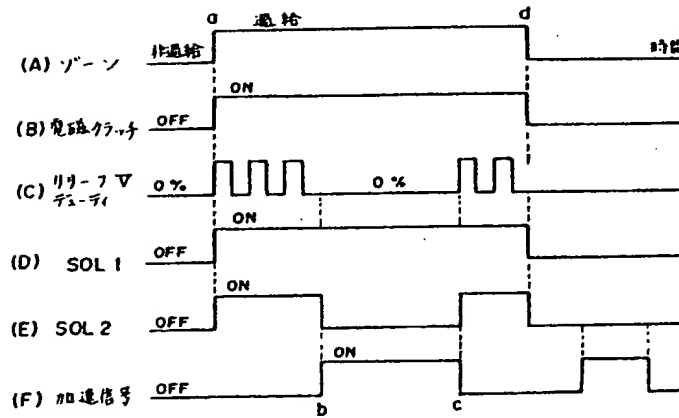 a 過給 d
(A) ゾーン 非過給 時間
ON
(B) 電磁クラッチ OFF
(C) リリーフ▽ 0% 0%
デューティ
ON
(D) SOL 1 OFF
ON
(E) SOL 2 OFF
ON
(F) 加速信号 OFF
b c